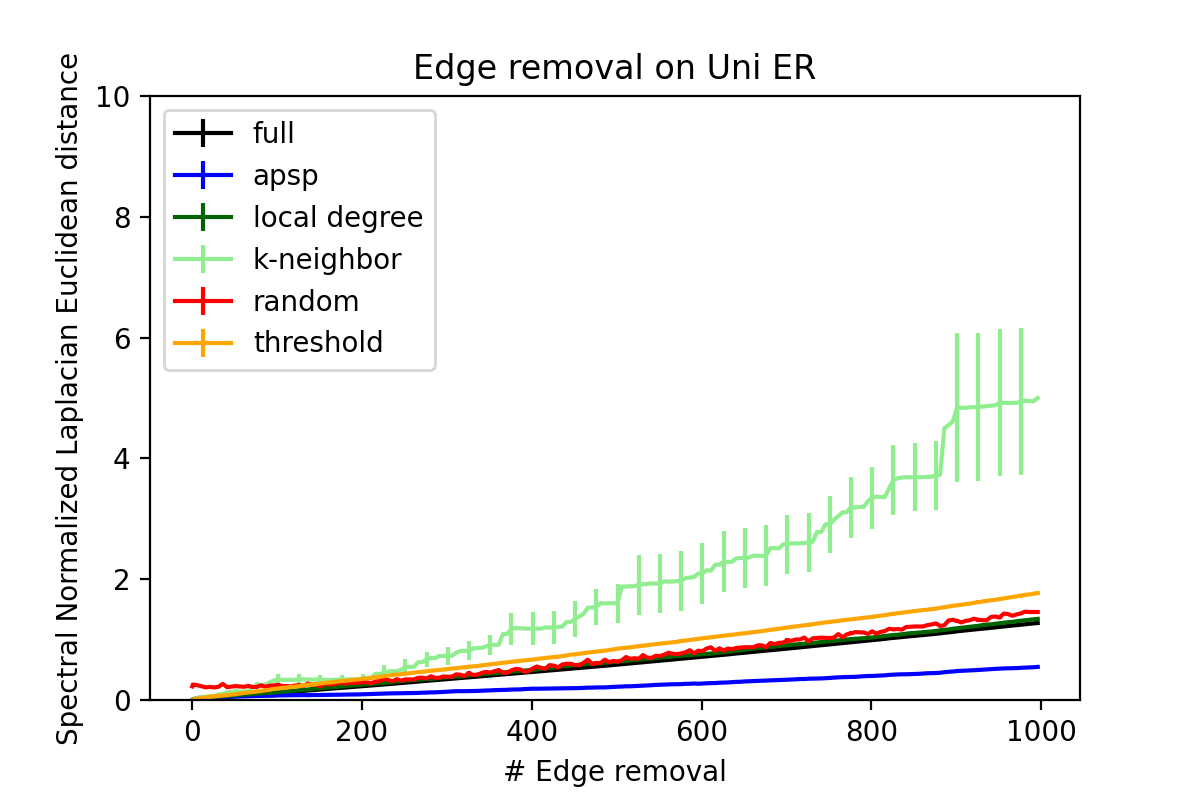 Edge removal on Uni ER
Spectral Normalized Laplacian Euclidean distance
10
8
6
4
2
0
full
apsp
local degree
k-neighbor
random
threshold
0 200 400 600 800 1000
# Edge removal